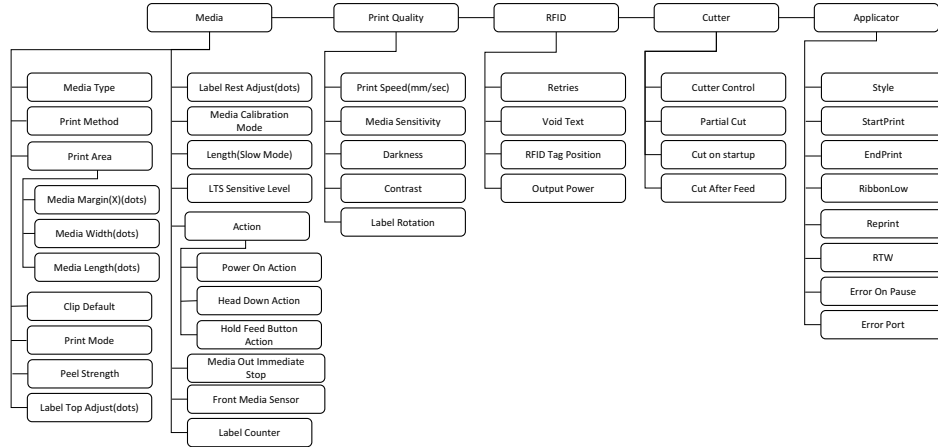 Media
Print Quality
RFID
Cutter
Applicator
Media Type
Print Method
Print Area
Media Margin(X)(dots)
Media Width(dots)
Media Length(dots)
Clip Default
Print Mode
Peel Strength
Label Top Adjust(dots)
Label Rest Adjust(dots)
Media Calibration
Mode
Length(Slow Mode)
LTS Sensitive Level
Action
Power On Action
Head Down Action
Hold Feed Button
Action
Media Out Immediate
Stop
Front Media Sensor
Label Counter
Print Speed(mm/sec)
Media Sensitivity
Darkness
Contrast
Label Rotation
Retries
Void Text
RFID Tag Position
Output Power
Cutter Control
Partial Cut
Cut on startup
Cut After Feed
Style
StartPrint
EndPrint
RibbonLow
Reprint
RTW
Error On Pause
Error Port